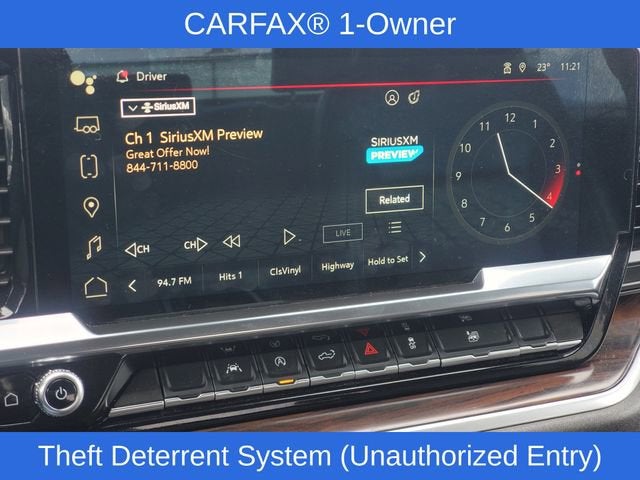 CARFAX® 1-Owner
Driver
23° 11:21
SiriusXM
Ch 1 SiriusXM Preview
Great Offer Now!
844-711-8800
SIRIUSXM
PREVIEW
Related
12
1
2
3
4
5
6
7
8
9
10
11
CH
CH
LIVE
94.7 FM
Hits 1
ClsVinyl
Highway
Hold to Set
Theft Deterrent System (Unauthorized Entry)